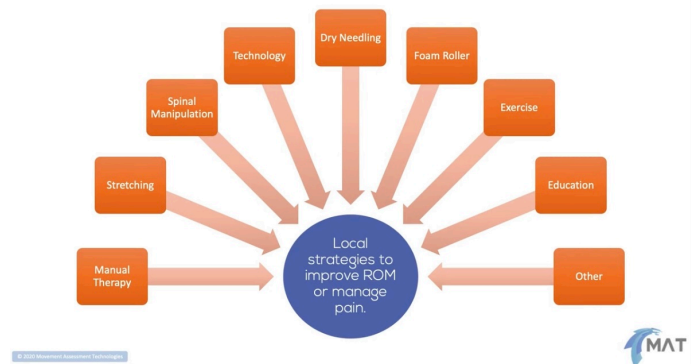 Dry Needling
Technology
Foam Roller
Spinal
Manipulation
Exercise
Stretching
Education
Manual
Therapy
Other
Local
strategies to
improve ROM
or manage
pain.
© 2020 Movement Assessment Technologies
MAT